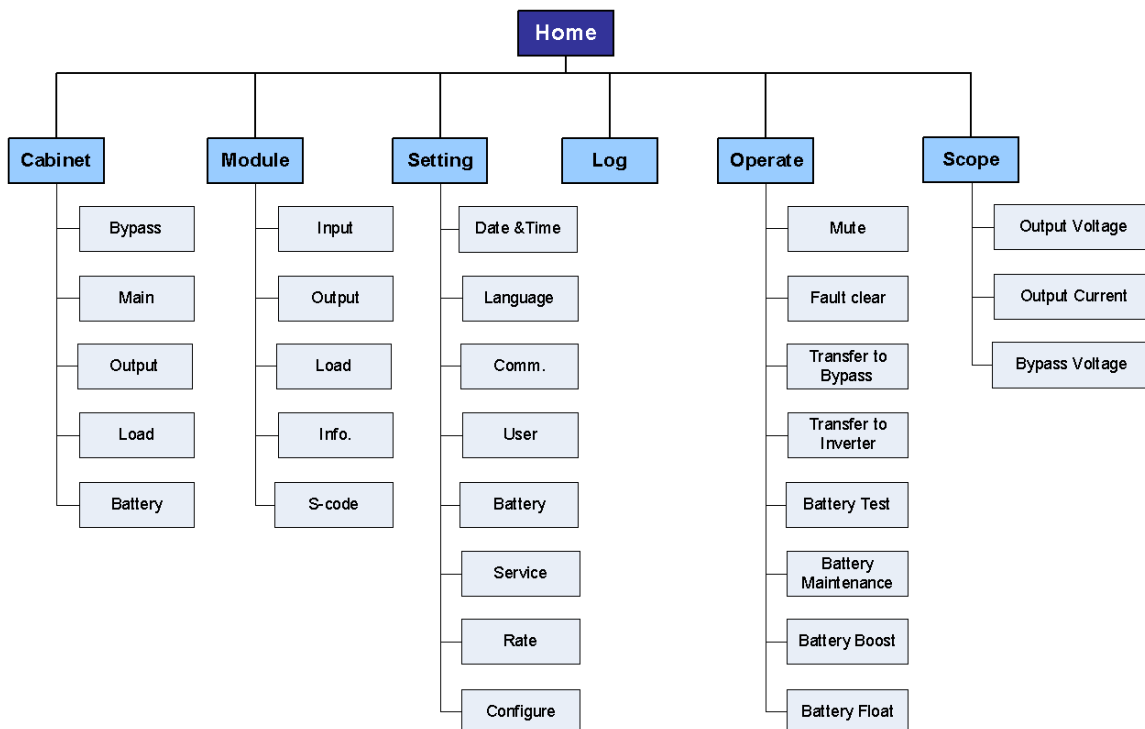 Home
Cabinet
Module
Setting
Log
Operate
Scope
Bypass
Main
Output
Load
Battery
Input
Output
Load
Info.
S-code
Date &Time
Language
Comm.
User
Battery
Service
Rate
Configure
Mute
Fault clear
Transfer to
Bypass
Transfer to
Inverter
Battery Test
Battery
Maintenance
Battery Boost
Battery Float
Output Voltage
Output Current
Bypass Voltage